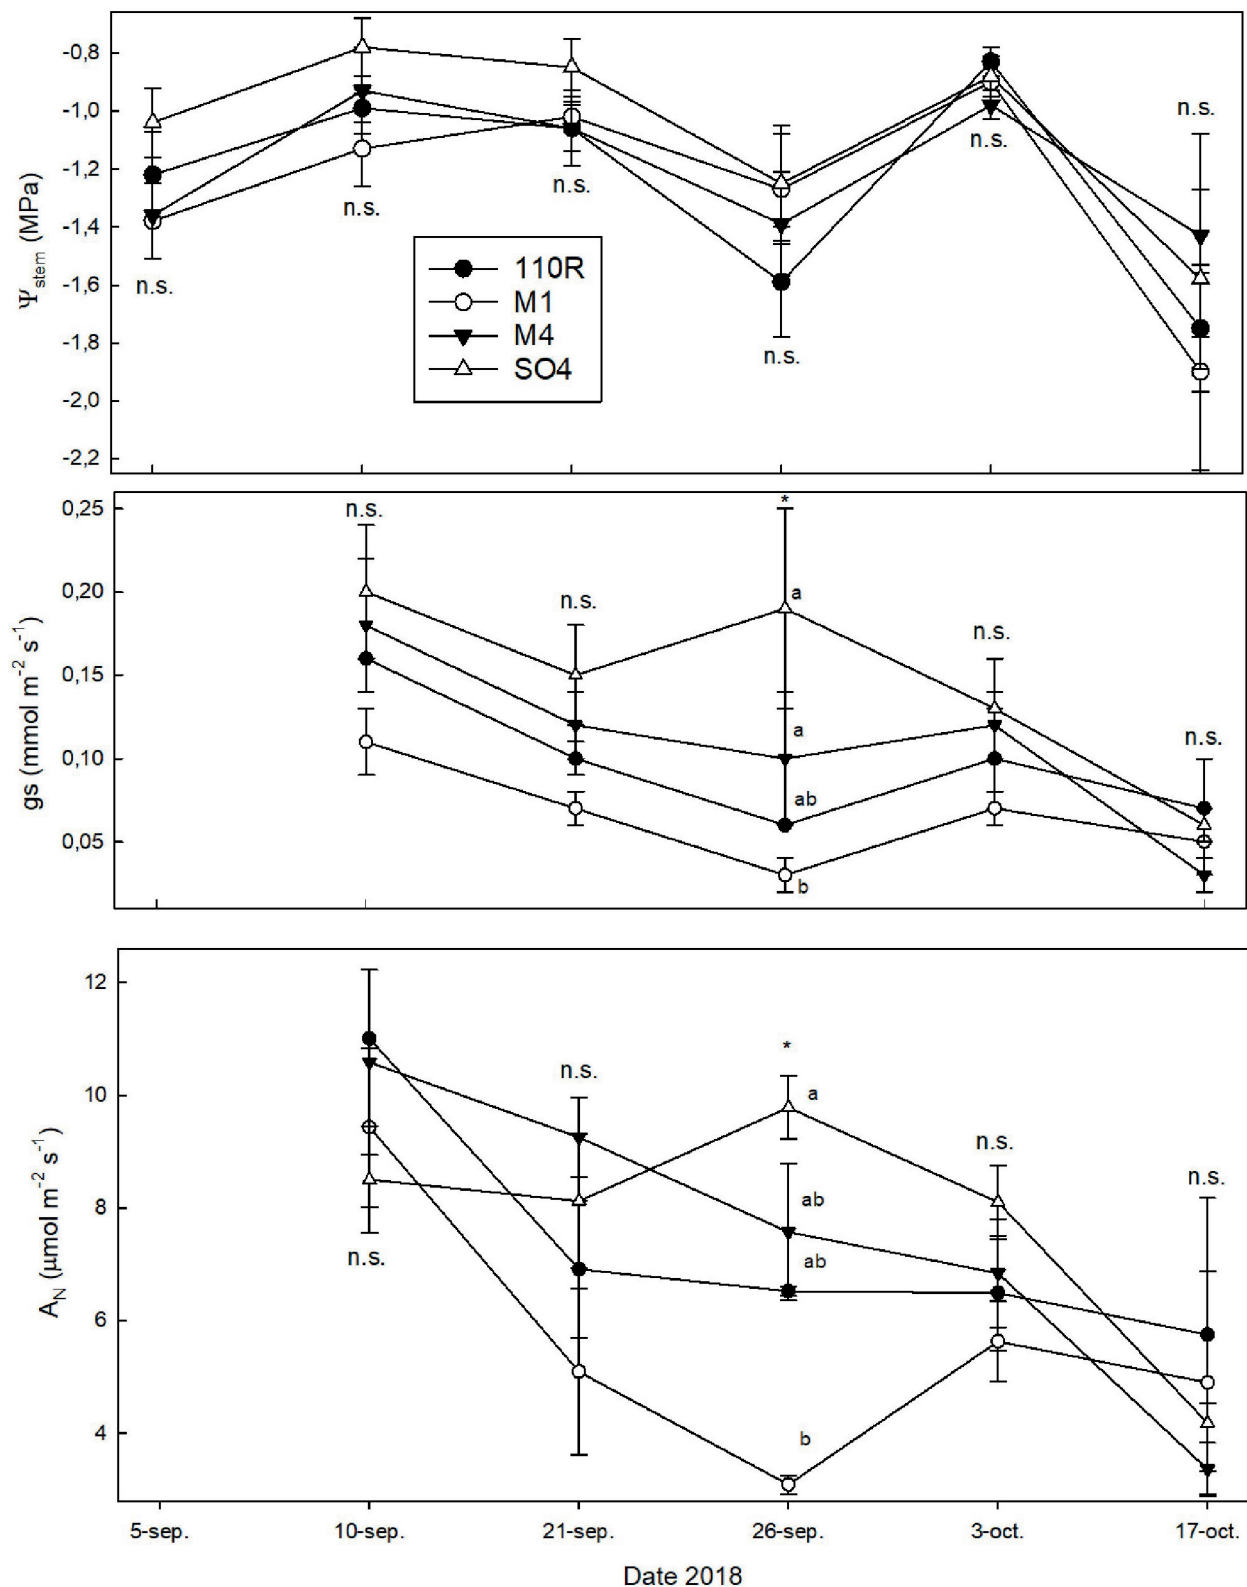 -0,8
-1,0
-1,2
-1,4
-1,6
-1,8
-2,0
-2,2
Ψstem (MPa)
n.s.
n.s.
n.s.
n.s.
n.s.
n.s.
110R
M1
M4
SO4
0,25
0,20
0,15
0,10
0,05
gs (mmol m⁻² s⁻¹)
n.s.
n.s.
*
a
a
ab
b
n.s.
n.s.
12
10
8
6
4
A_N (μmol m⁻² s⁻¹)
n.s.
n.s.
*
a
ab
ab
b
n.s.
n.s.
5-sep.
10-sep.
21-sep.
26-sep.
3-oct.
17-oct.
Date 2018